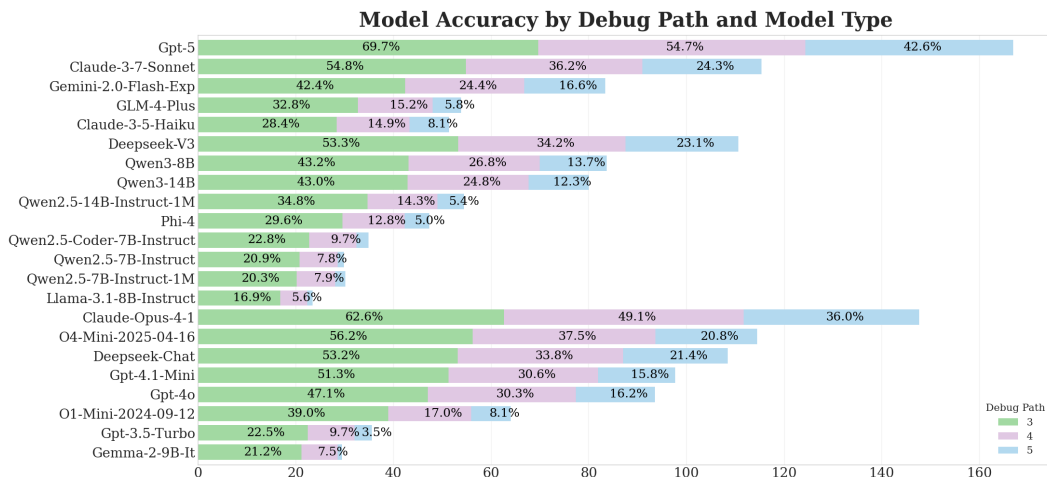 Model Accuracy by Debug Path and Model Type
Gpt-5 69.7% 54.7% 42.6%
Claude-3-7-Sonnet 54.8% 36.2% 24.3%
Gemini-2.0-Flash-Exp 42.4% 24.4% 16.6%
GLM-4-Plus 32.8% 15.2% 5.8%
Claude-3-5-Haiku 28.4% 14.9% 8.1%
Deepseek-V3 53.3% 34.2% 23.1%
Qwen3-8B 43.2% 26.8% 13.7%
Qwen3-14B 43.0% 24.8% 12.3%
Qwen2.5-14B-Instruct-1M 34.8% 14.3% 5.4%
Phi-4 29.6% 12.8% 5.0%
Qwen2.5-Coder-7B-Instruct 22.8% 9.7%
Qwen2.5-7B-Instruct 20.9% 7.8%
Qwen2.5-7B-Instruct-1M 20.3% 7.9%
Llama-3.1-8B-Instruct 16.9% 5.6%
Claude-Opus-4-1 62.6% 49.1% 36.0%
O4-Mini-2025-04-16 56.2% 37.5% 20.8%
Deepseek-Chat 53.2% 33.8% 21.4%
Gpt-4.1-Mini 51.3% 30.6% 15.8%
Gpt-4o 47.1% 30.3% 16.2%
O1-Mini-2024-09-12 39.0% 17.0% 8.1%
Gpt-3.5-Turbo 22.5% 9.7% 3.5%
Gemma-2-9B-It 21.2% 7.5%
Debug Path
3
4
5
0 20 40 60 80 100 120 140 160